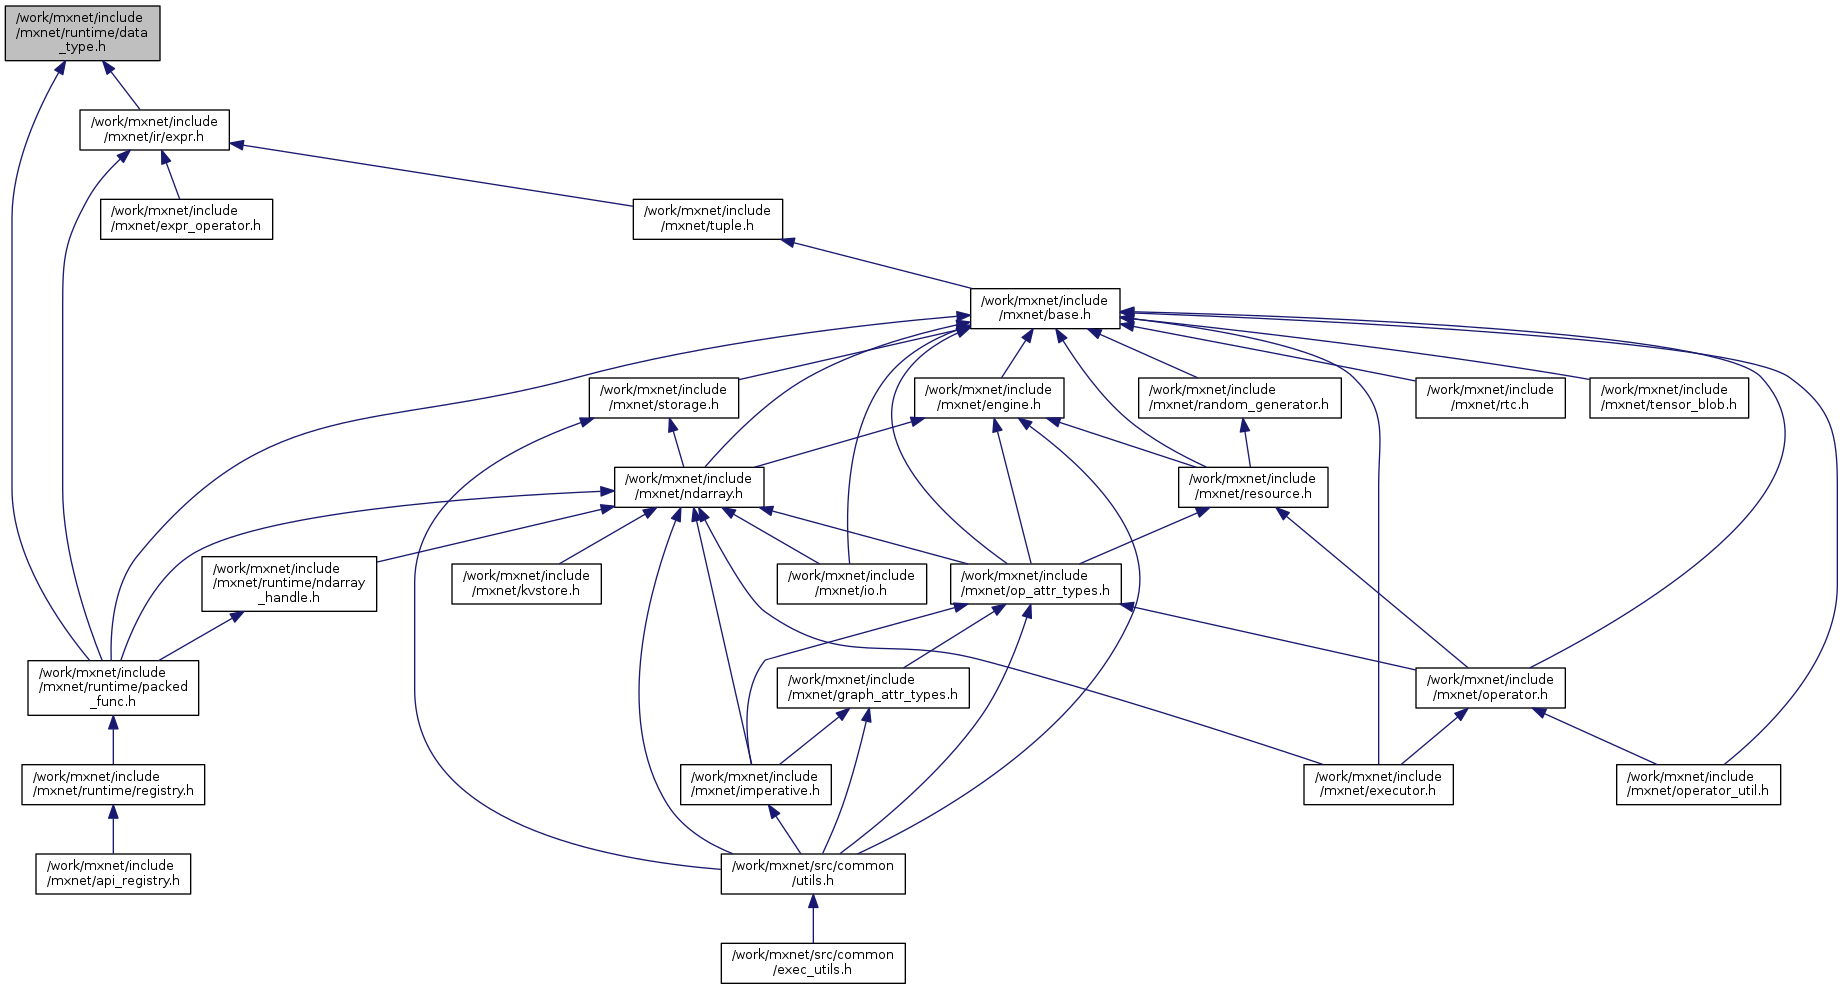 /work/mxnet/include
/mxnet/runtime/data
_type.h
/work/mxnet/include
/mxnet/ir/expr.h
/work/mxnet/include
/mxnet/expr_operator.h
/work/mxnet/include
/mxnet/tuple.h
/work/mxnet/include
/mxnet/base.h
/work/mxnet/include
/mxnet/storage.h
/work/mxnet/include
/mxnet/engine.h
/work/mxnet/include
/mxnet/random_generator.h
/work/mxnet/include
/mxnet/rtc.h
/work/mxnet/include
/mxnet/tensor_blob.h
/work/mxnet/include
/mxnet/ndarray.h
/work/mxnet/include
/mxnet/resource.h
/work/mxnet/include
/mxnet/runtime/ndarray
_handle.h
/work/mxnet/include
/mxnet/kvstore.h
/work/mxnet/include
/mxnet/io.h
/work/mxnet/include
/mxnet/op_attr_types.h
/work/mxnet/include
/mxnet/runtime/packed
_func.h
/work/mxnet/include
/mxnet/graph_attr_types.h
/work/mxnet/include
/mxnet/operator.h
/work/mxnet/include
/mxnet/runtime/registry.h
/work/mxnet/include
/mxnet/imperative.h
/work/mxnet/include
/mxnet/executor.h
/work/mxnet/include
/mxnet/operator_util.h
/work/mxnet/include
/mxnet/api_registry.h
/work/mxnet/src/common
/utils.h
/work/mxnet/src/common
/exec_utils.h